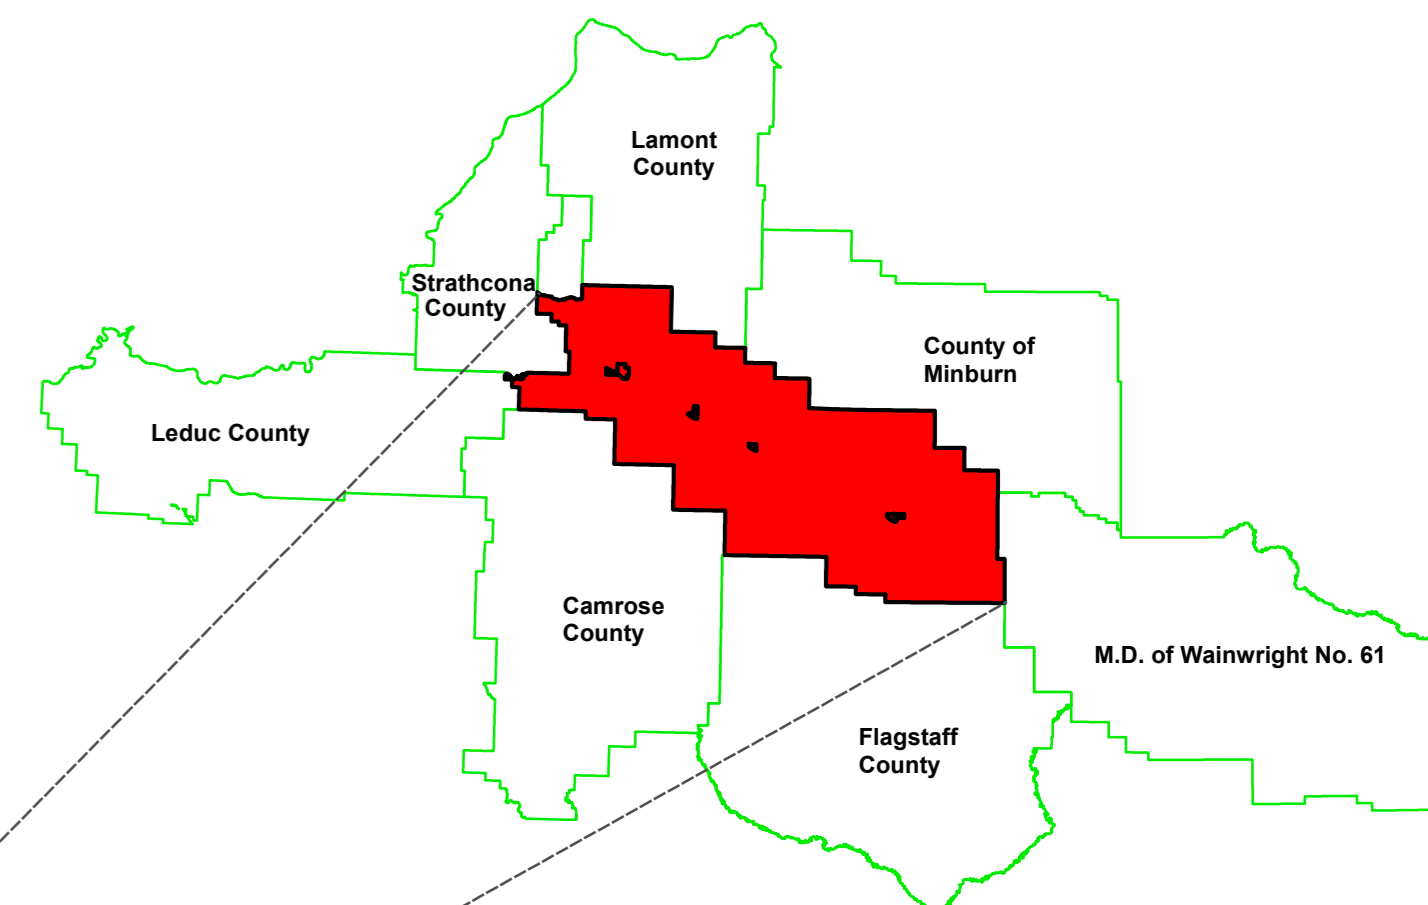 Lamont
County
Strathcona
County
County of
Minburn
Leduc County
Camrose
County
M.D. of Wainwright No. 61
Flagstaff
County